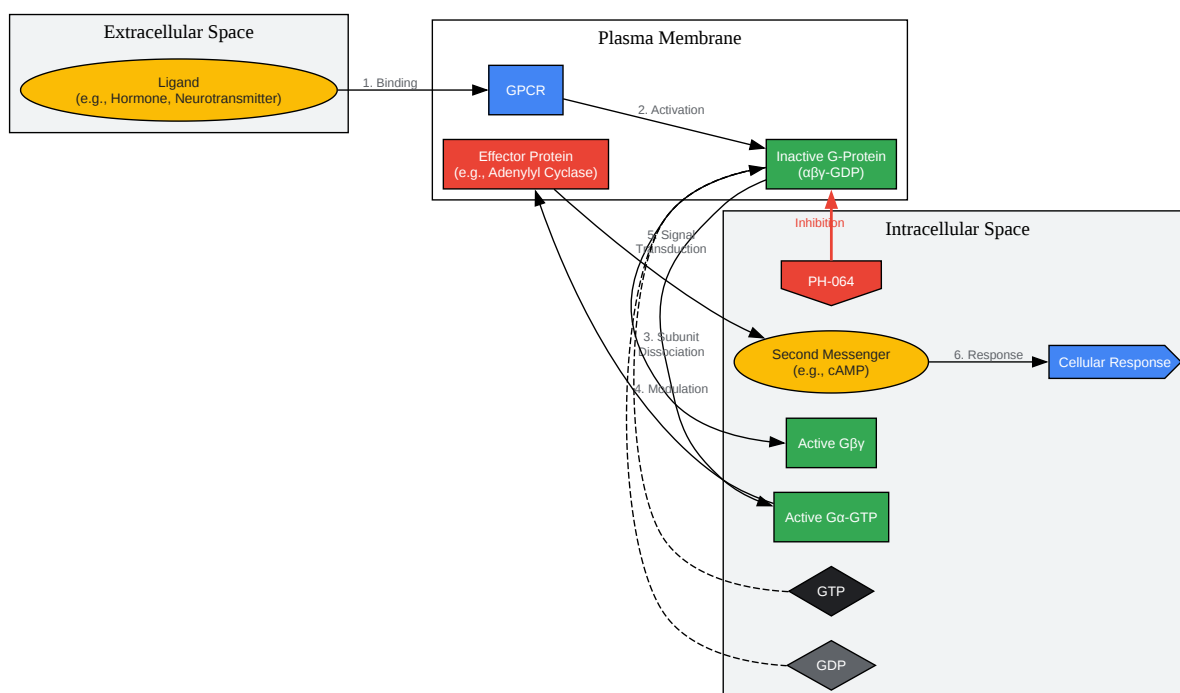 Extracellular Space
Ligand
(e.g., Hormone, Neurotransmitter)
1. Binding
Plasma Membrane
GPCR
2. Activation
Effector Protein
(e.g., Adenylyl Cyclase)
Inactive G-Protein
(αβγ-GDP)
Inhibition
Intracellular Space
5. Signal
Transduction
PH-064
3. Subunit
Dissociation
Second Messenger
(e.g., cAMP)
6. Response
Cellular Response
4. Modulation
Active Gβγ
Active Gα-GTP
GTP
GDP